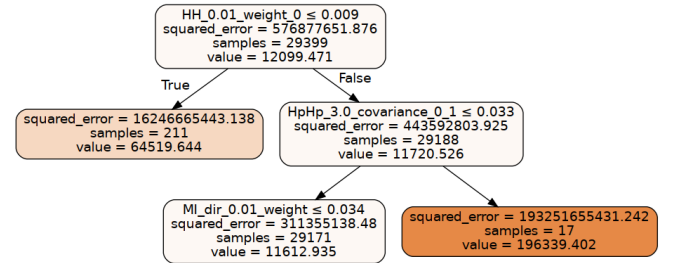 HH_0.01_weight_0 ≤ 0.009
squared_error = 576877651.876
samples = 29399
value = 12099.471
True
False
squared_error = 16246665443.138
samples = 211
value = 64519.644
HpHp_3.0_covariance_0_1 ≤ 0.033
squared_error = 443592803.925
samples = 29188
value = 11720.526
MI_dir_0.01_weight ≤ 0.034
squared_error = 311355138.48
samples = 29171
value = 11612.935
squared_error = 193251655431.242
samples = 17
value = 196339.402